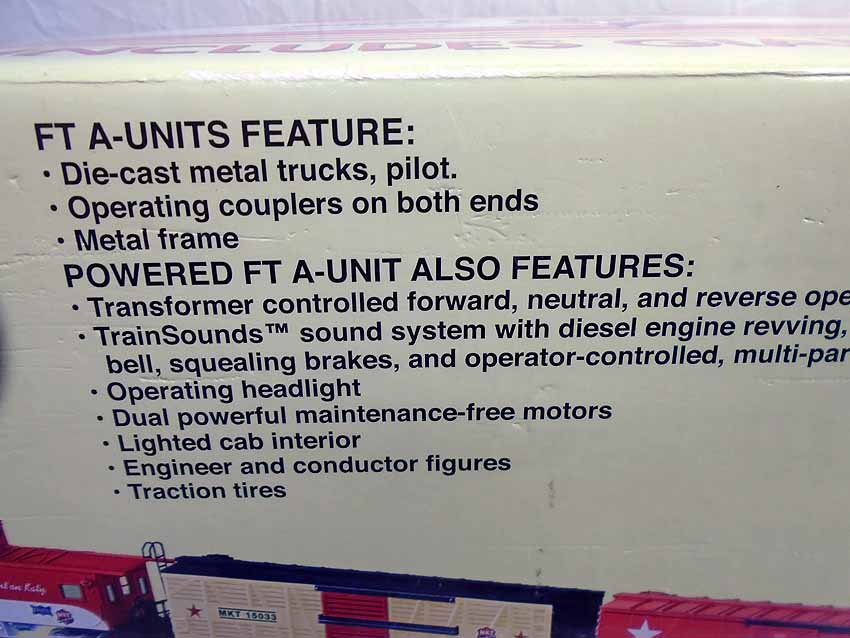 INCLUDES
FT A-UNITS FEATURE:
· Die-cast metal trucks, pilot.
· Operating couplers on both ends
· Metal frame
POWERED FT A-UNIT ALSO FEATURES:
· Transformer controlled forward, neutral, and reverse ope
· TrainSounds™ sound system with diesel engine revving,
bell, squealing brakes, and operator-controlled, multi-par
· Operating headlight
· Dual powerful maintenance-free motors
· Lighted cab interior
· Engineer and conductor figures
· Traction tires
MKT 15033
MKT